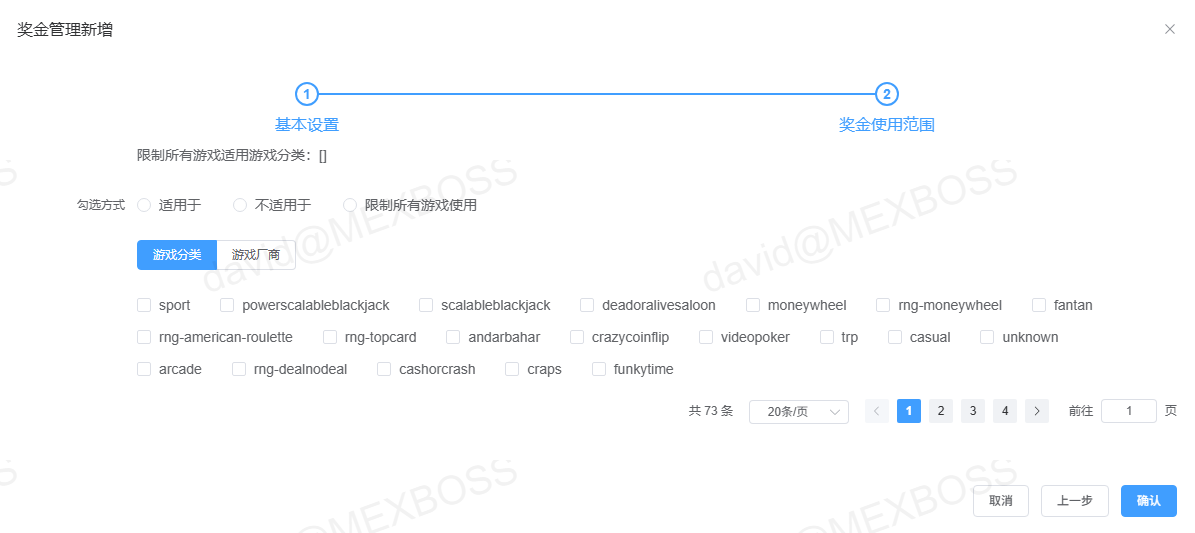 奖金管理新增
1 2
基本设置 奖金使用范围
限制所有游戏适用游戏分类：[]
勾选方式 适用于 不适用于 限制所有游戏使用
游戏分类 游戏厂商
sport powerscalableblackjack scalableblackjack deadoralivesaloon moneywheel rng-moneywheel fantan
rng-american-roulette rng-topcard andarbahar crazycoinflip videopoker trp casual unknown
arcade rng-dealnodeal cashorcrash craps funkytime
共 73 条 20条/页 1 2 3 4 前往 1 页
取消 上一步 确认
david@MEXBOSS
david@MEXBOSS
@MEXBOSS
@MEXBOSS